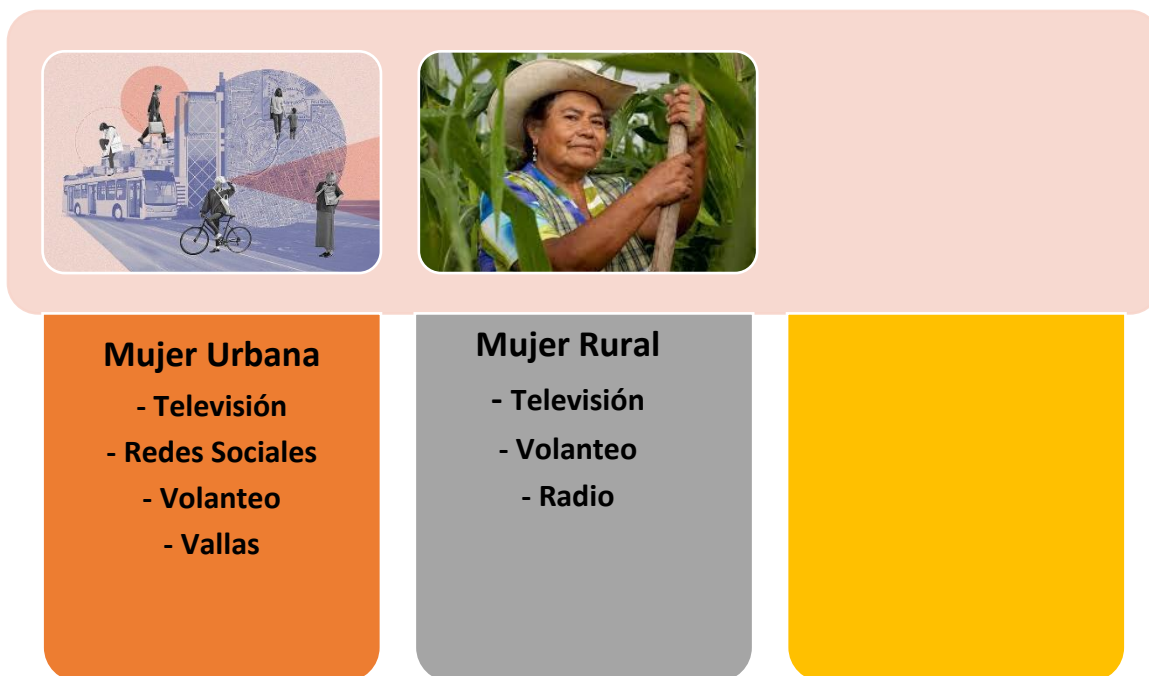 Mujer Urbana
- Televisión
- Redes Sociales
- Volanteo
- Vallas
Mujer Rural
- Televisión
- Volanteo
- Radio